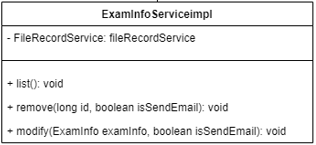 ExamInfoServiceimpl
- FileRecordService: fileRecordService
+ list(): void
+ remove(long id, boolean isSendEmail): void
+ modify(ExamInfo examInfo, boolean isSendEmail): void